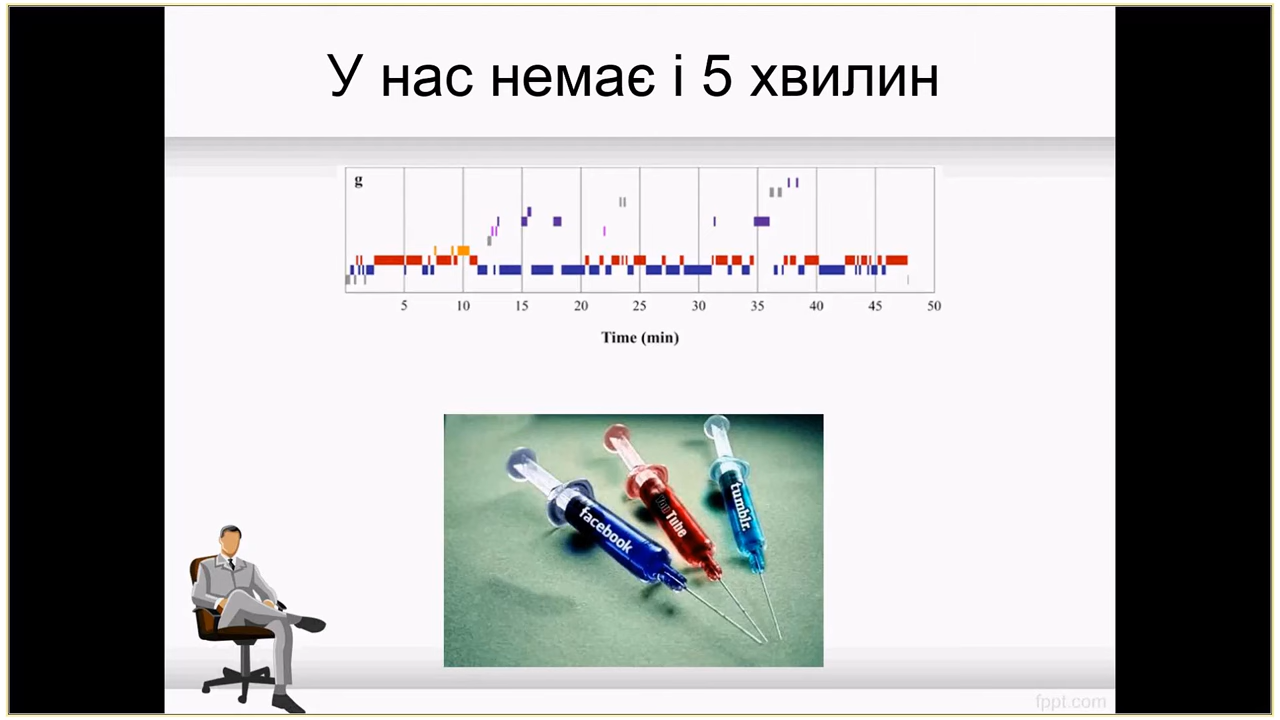 У нас немає і 5 хвилин
g
5 10 15 20 25 30 35 40 45 50
Time (min)
facebook
YouTube
tumblr.
fppt.com